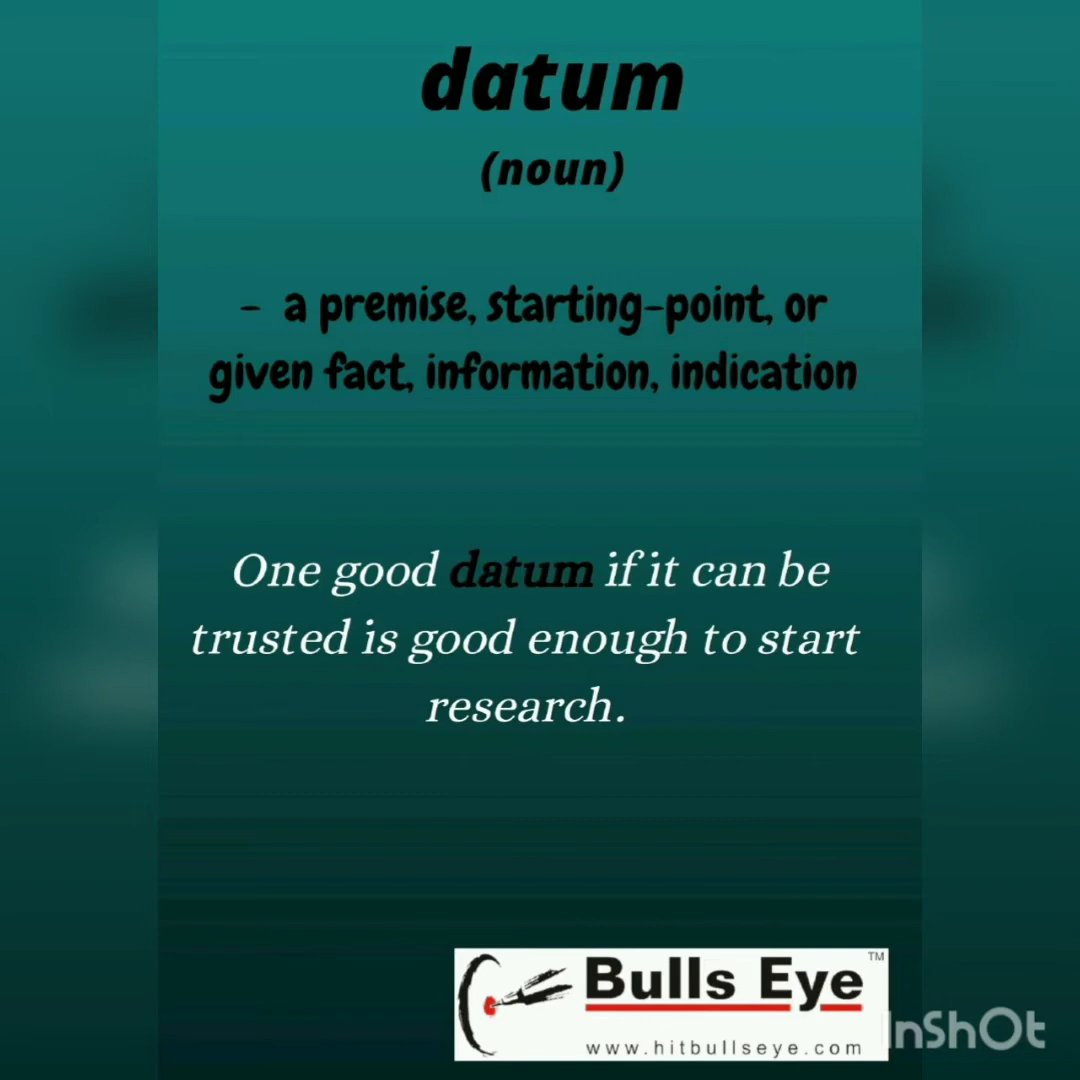 datum
(noun)
- a premise, starting-point, or
given fact, information, indication
One good datum if it can be
trusted is good enough to start
research.
Bulls Eye TM
www.hitbullseye.com
InShOt